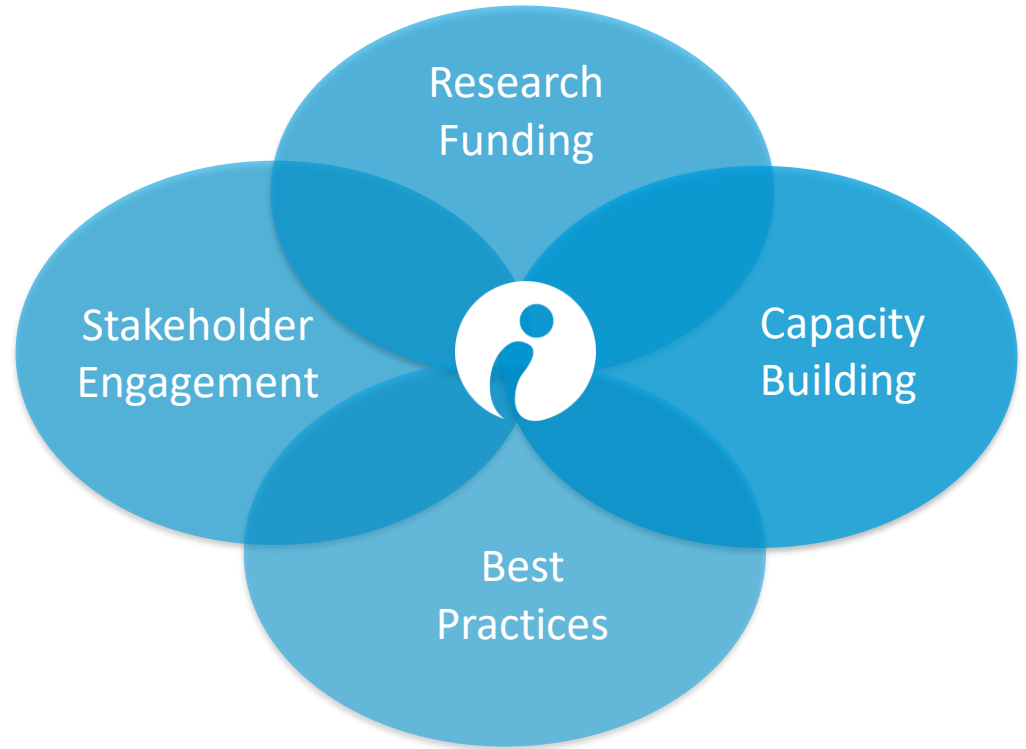 Research
Funding
Stakeholder
Engagement
Capacity
Building
Best
Practices